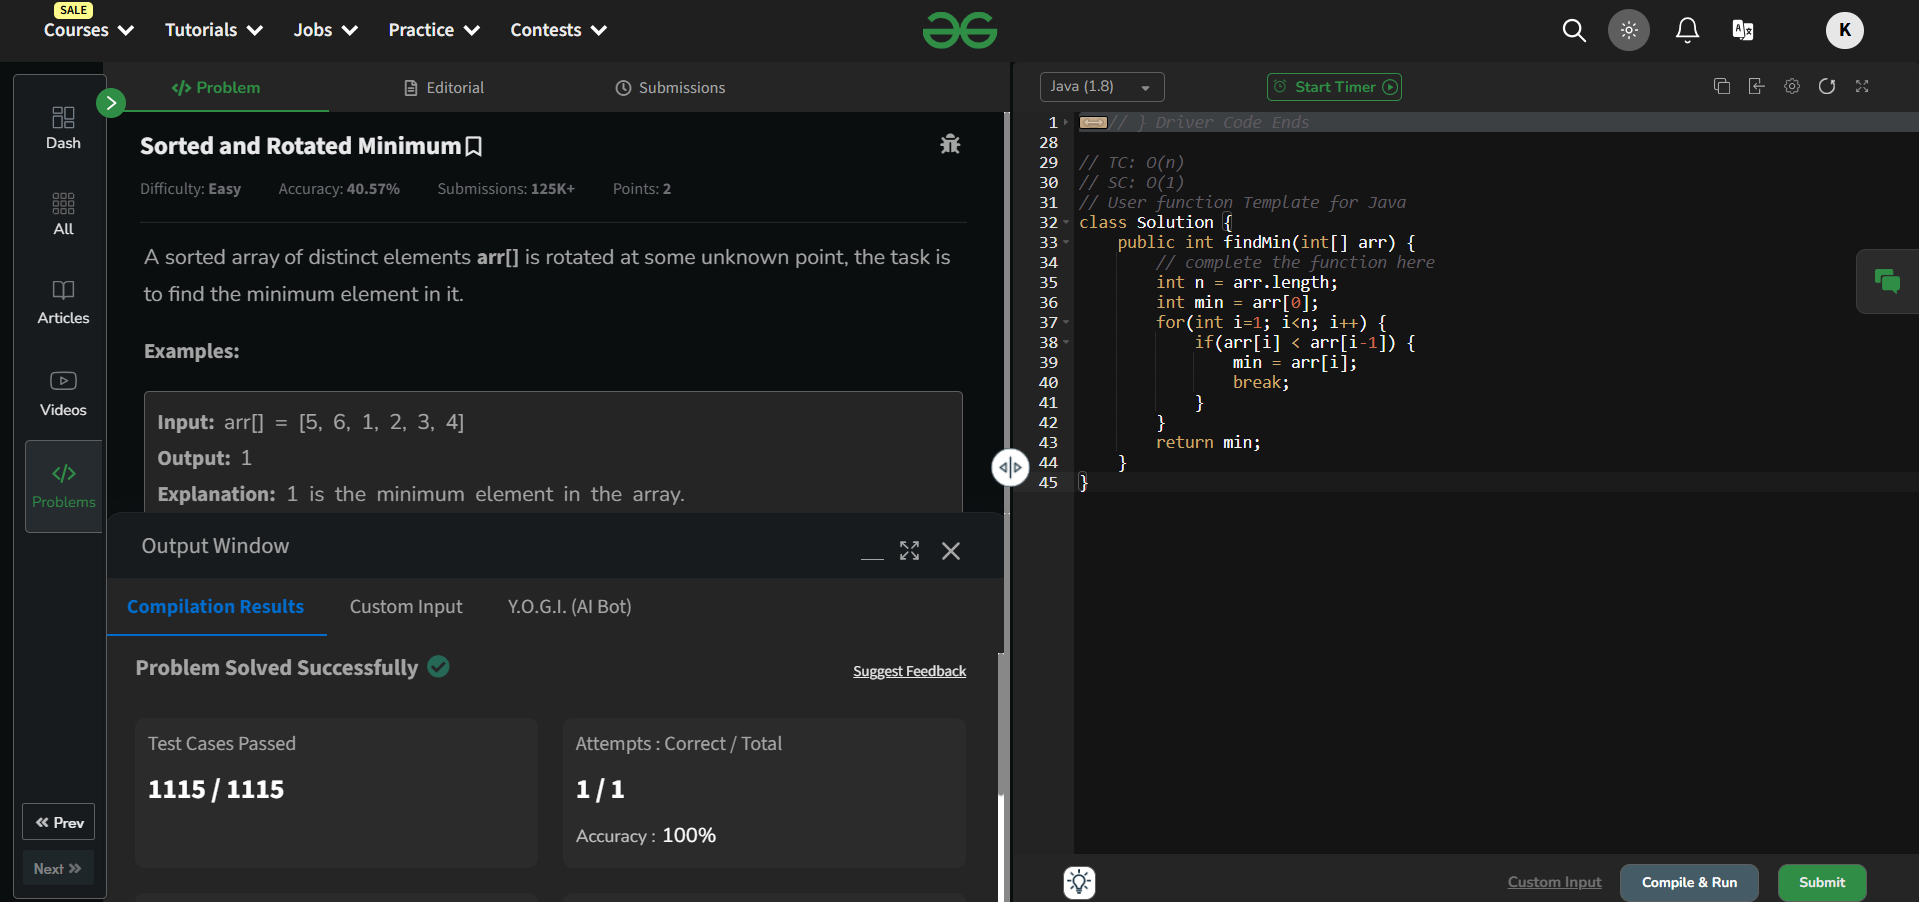 SALE
Courses Tutorials Jobs Practice Contests K
Dash
All
Articles
Videos
</> Problems
Prev
Next
</> Problem Editorial Submissions
Sorted and Rotated Minimum
Difficulty: Easy Accuracy: 40.57% Submissions: 125K+ Points: 2
A sorted array of distinct elements arr[] is rotated at some unknown point, the task is
to find the minimum element in it.
Examples:
Input: arr[] = [5, 6, 1, 2, 3, 4]
Output: 1
Explanation: 1 is the minimum element in the array.
Output Window
Compilation Results Custom Input Y.O.G.I. (AI Bot)
Problem Solved Successfully Suggest Feedback
Test Cases Passed
1115 / 1115
Attempts : Correct / Total
1 / 1
Accuracy : 100%
Java (1.8) Start Timer
1 // } Driver Code Ends
28
29 // TC: O(n)
30 // SC: O(1)
31 // User function Template for Java
32 class Solution {
33 public int findMin(int[] arr) {
34 // complete the function here
35 int n = arr.length;
36 int min = arr[0];
37 for(int i=1; i<n; i++) {
38 if(arr[i] < arr[i-1]) {
39 min = arr[i];
40 break;
41 }
42 }
43 return min;
44 }
45 }
Custom Input Compile & Run Submit